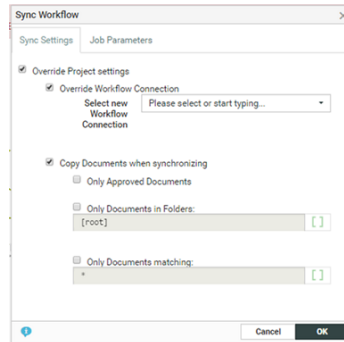 Sync Workflow
Sync Settings Job Parameters
Override Project settings
Override Workflow Connection
Select new Please select or start typing...
Workflow
Connection
Copy Documents when synchronizing
Only Approved Documents
Only Documents in Folders:
[root] [ ]
Only Documents matching:
* [ ]
Cancel OK